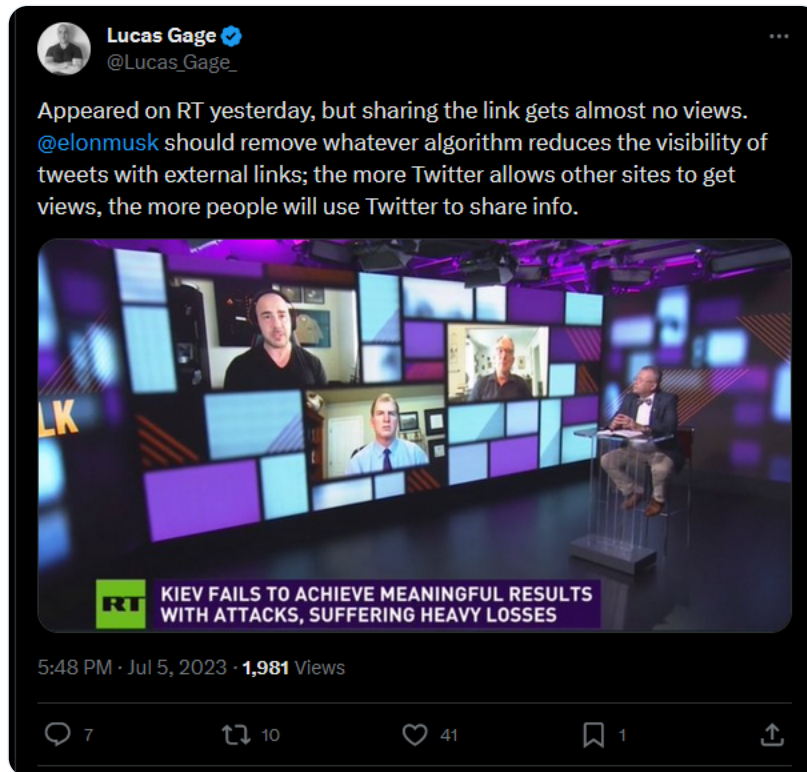 Lucas Gage
@Lucas_Gage_
Appeared on RT yesterday, but sharing the link gets almost no views.
@elonmusk should remove whatever algorithm reduces the visibility of
tweets with external links; the more Twitter allows other sites to get
views, the more people will use Twitter to share info.
LK
RT KIEV FAILS TO ACHIEVE MEANINGFUL RESULTS
WITH ATTACKS, SUFFERING HEAVY LOSSES
5:48 PM · Jul 5, 2023 · 1,981 Views
7 10 41 1